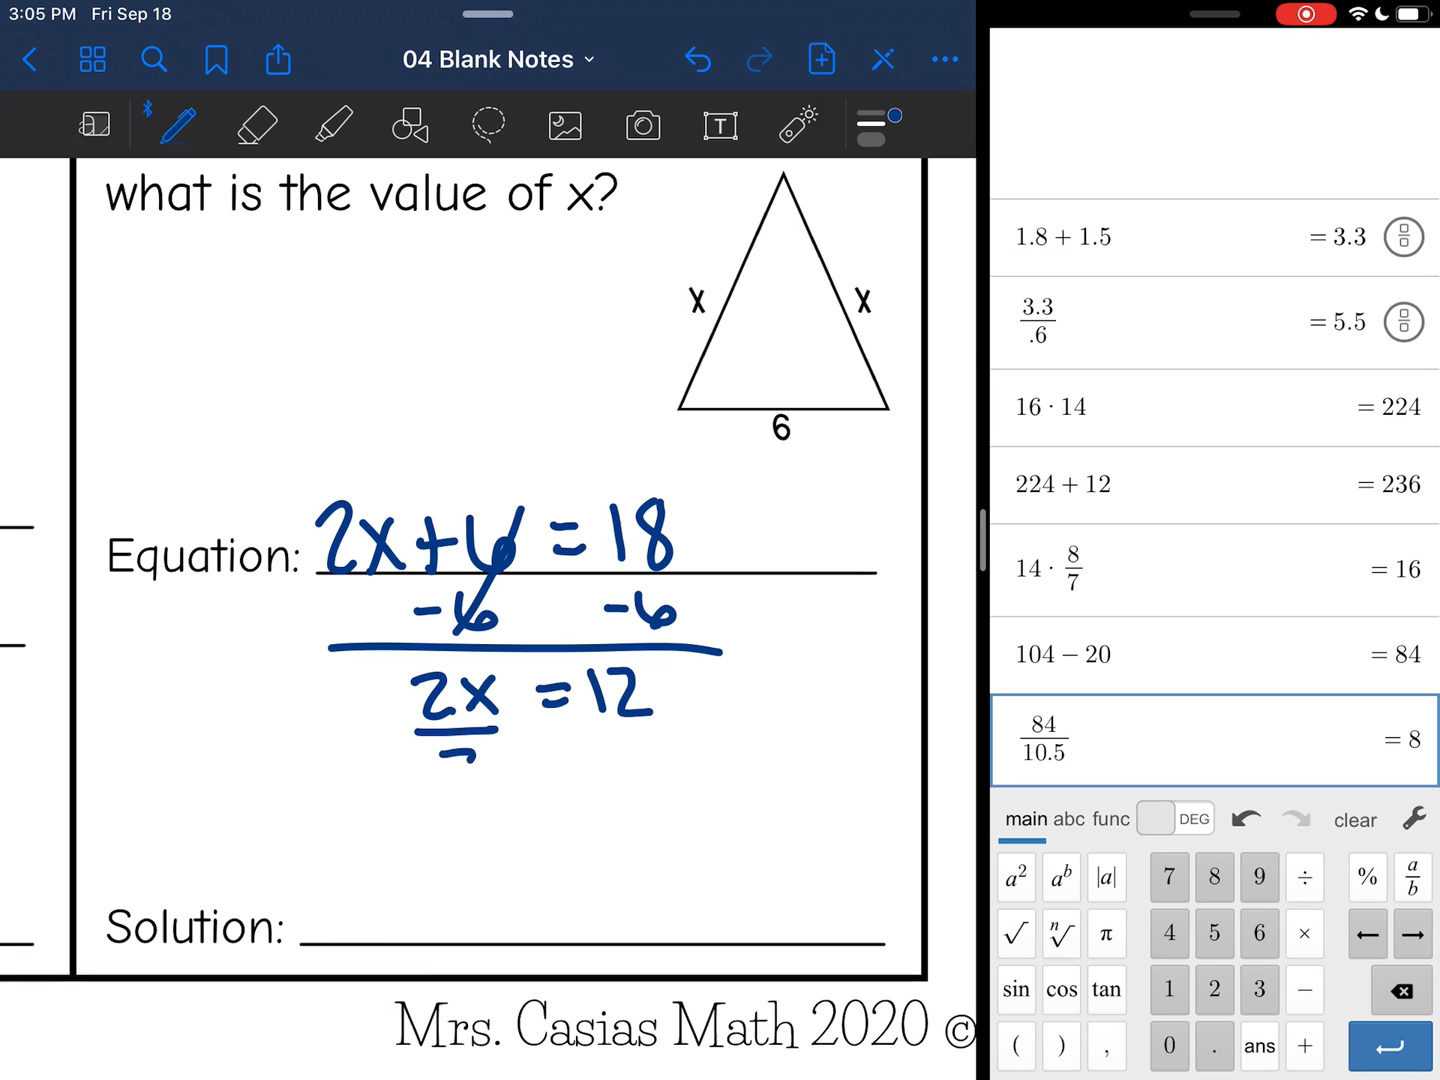 3:05 PM Fri Sep 18
04 Blank Notes
T
what is the value of x?
x
x
6
Equation: 2x+6 = 18
-6 -6
2x = 12
Solution:
Mrs. Casias Math 2020 ©
1.8 + 1.5 = 3.3
3.3/.6 = 5.5
16 · 14 = 224
224 + 12 = 236
14 · 8/7 = 16
104 − 20 = 84
84/10.5 = 8
main abc func DEG clear
a² aᵇ |a| 7 8 9 ÷ % a/b
√ ⁿ√ π 4 5 6 × ← →
sin cos tan 1 2 3 −
( ) , 0 . ans +